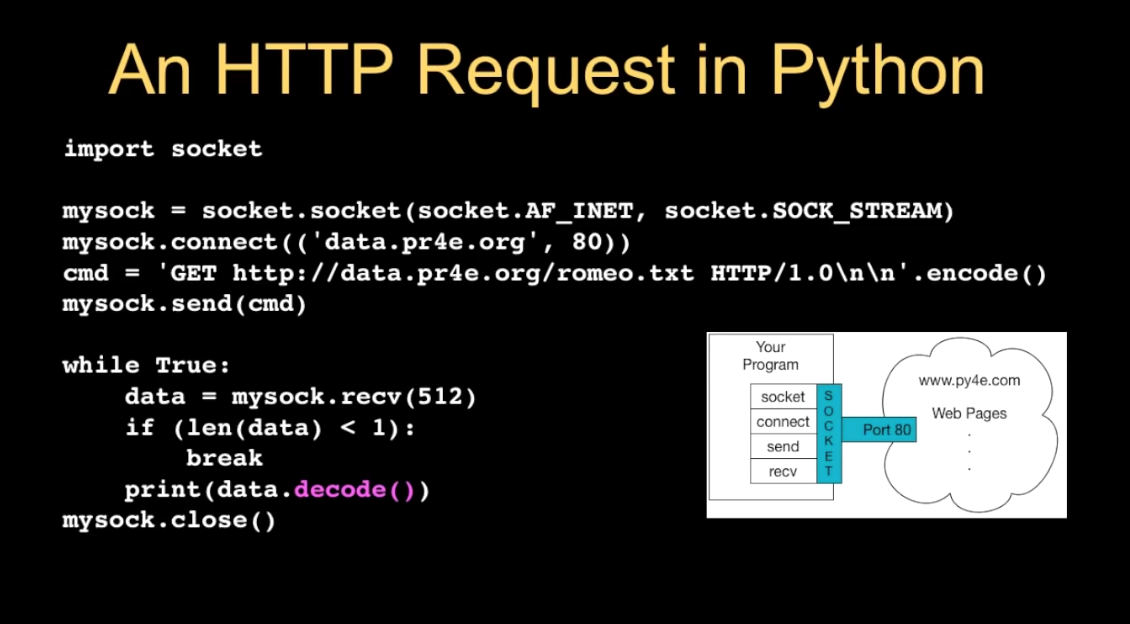 An HTTP Request in Python
import socket
mysock = socket.socket(socket.AF_INET, socket.SOCK_STREAM)
mysock.connect(('data.pr4e.org', 80))
cmd = 'GET http://data.pr4e.org/romeo.txt HTTP/1.0\n\n'.encode()
mysock.send(cmd)
while True:
    data = mysock.recv(512)
    if (len(data) < 1):
        break
    print(data.decode())
mysock.close()
Your
Program
socket
connect
send
recv
SOCKET
Port 80
www.py4e.com
Web Pages
.
.
.